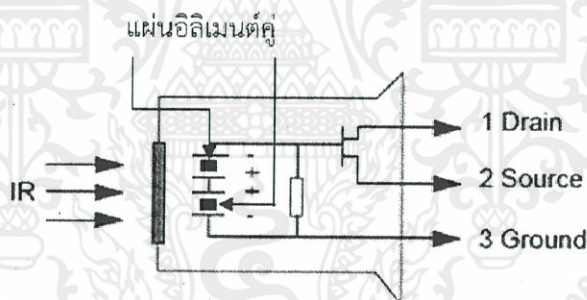 แผ่นอิลิเมนต์คู่
1 Drain
IR
2 Source
3 Ground
-
+
+
-